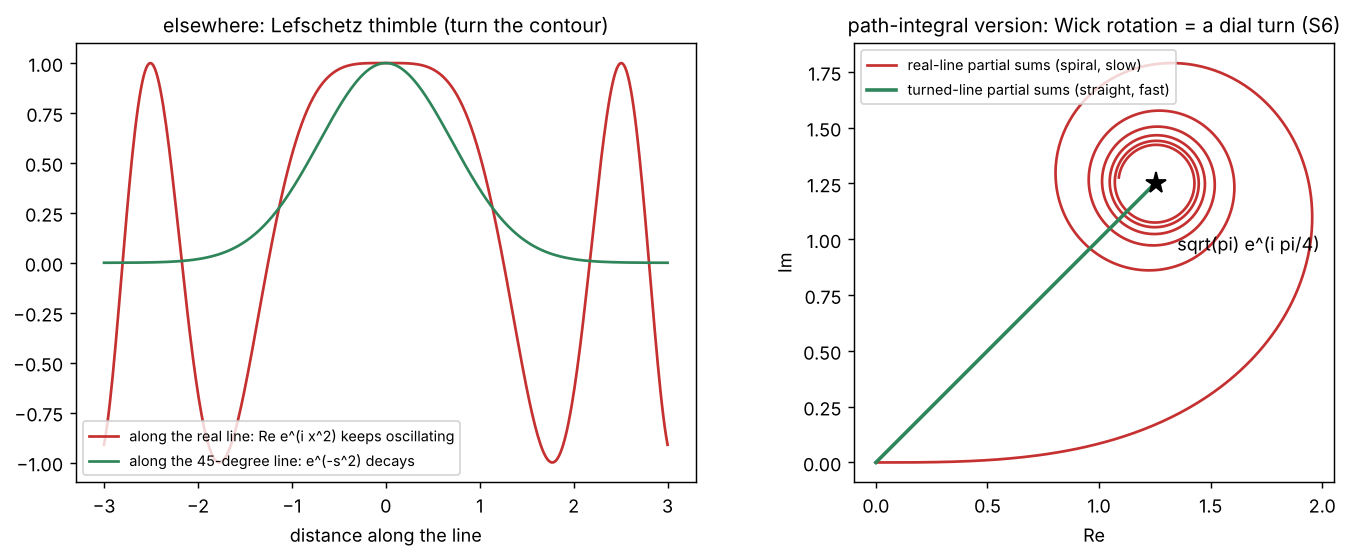 elsewhere: Lefschetz thimble (turn the contour)
1.00
0.75
0.50
0.25
0.00
−0.25
−0.50
−0.75
−1.00
along the real line: Re e^(i x^2) keeps oscillating
along the 45-degree line: e^(-s^2) decays
−3
−2
−1
0
1
2
3
distance along the line
path-integral version: Wick rotation = a dial turn (S6)
real-line partial sums (spiral, slow)
turned-line partial sums (straight, fast)
1.75
1.50
1.25
1.00
0.75
0.50
0.25
0.00
Im
sqrt(pi) e^(i pi/4)
0.0
0.5
1.0
1.5
2.0
Re